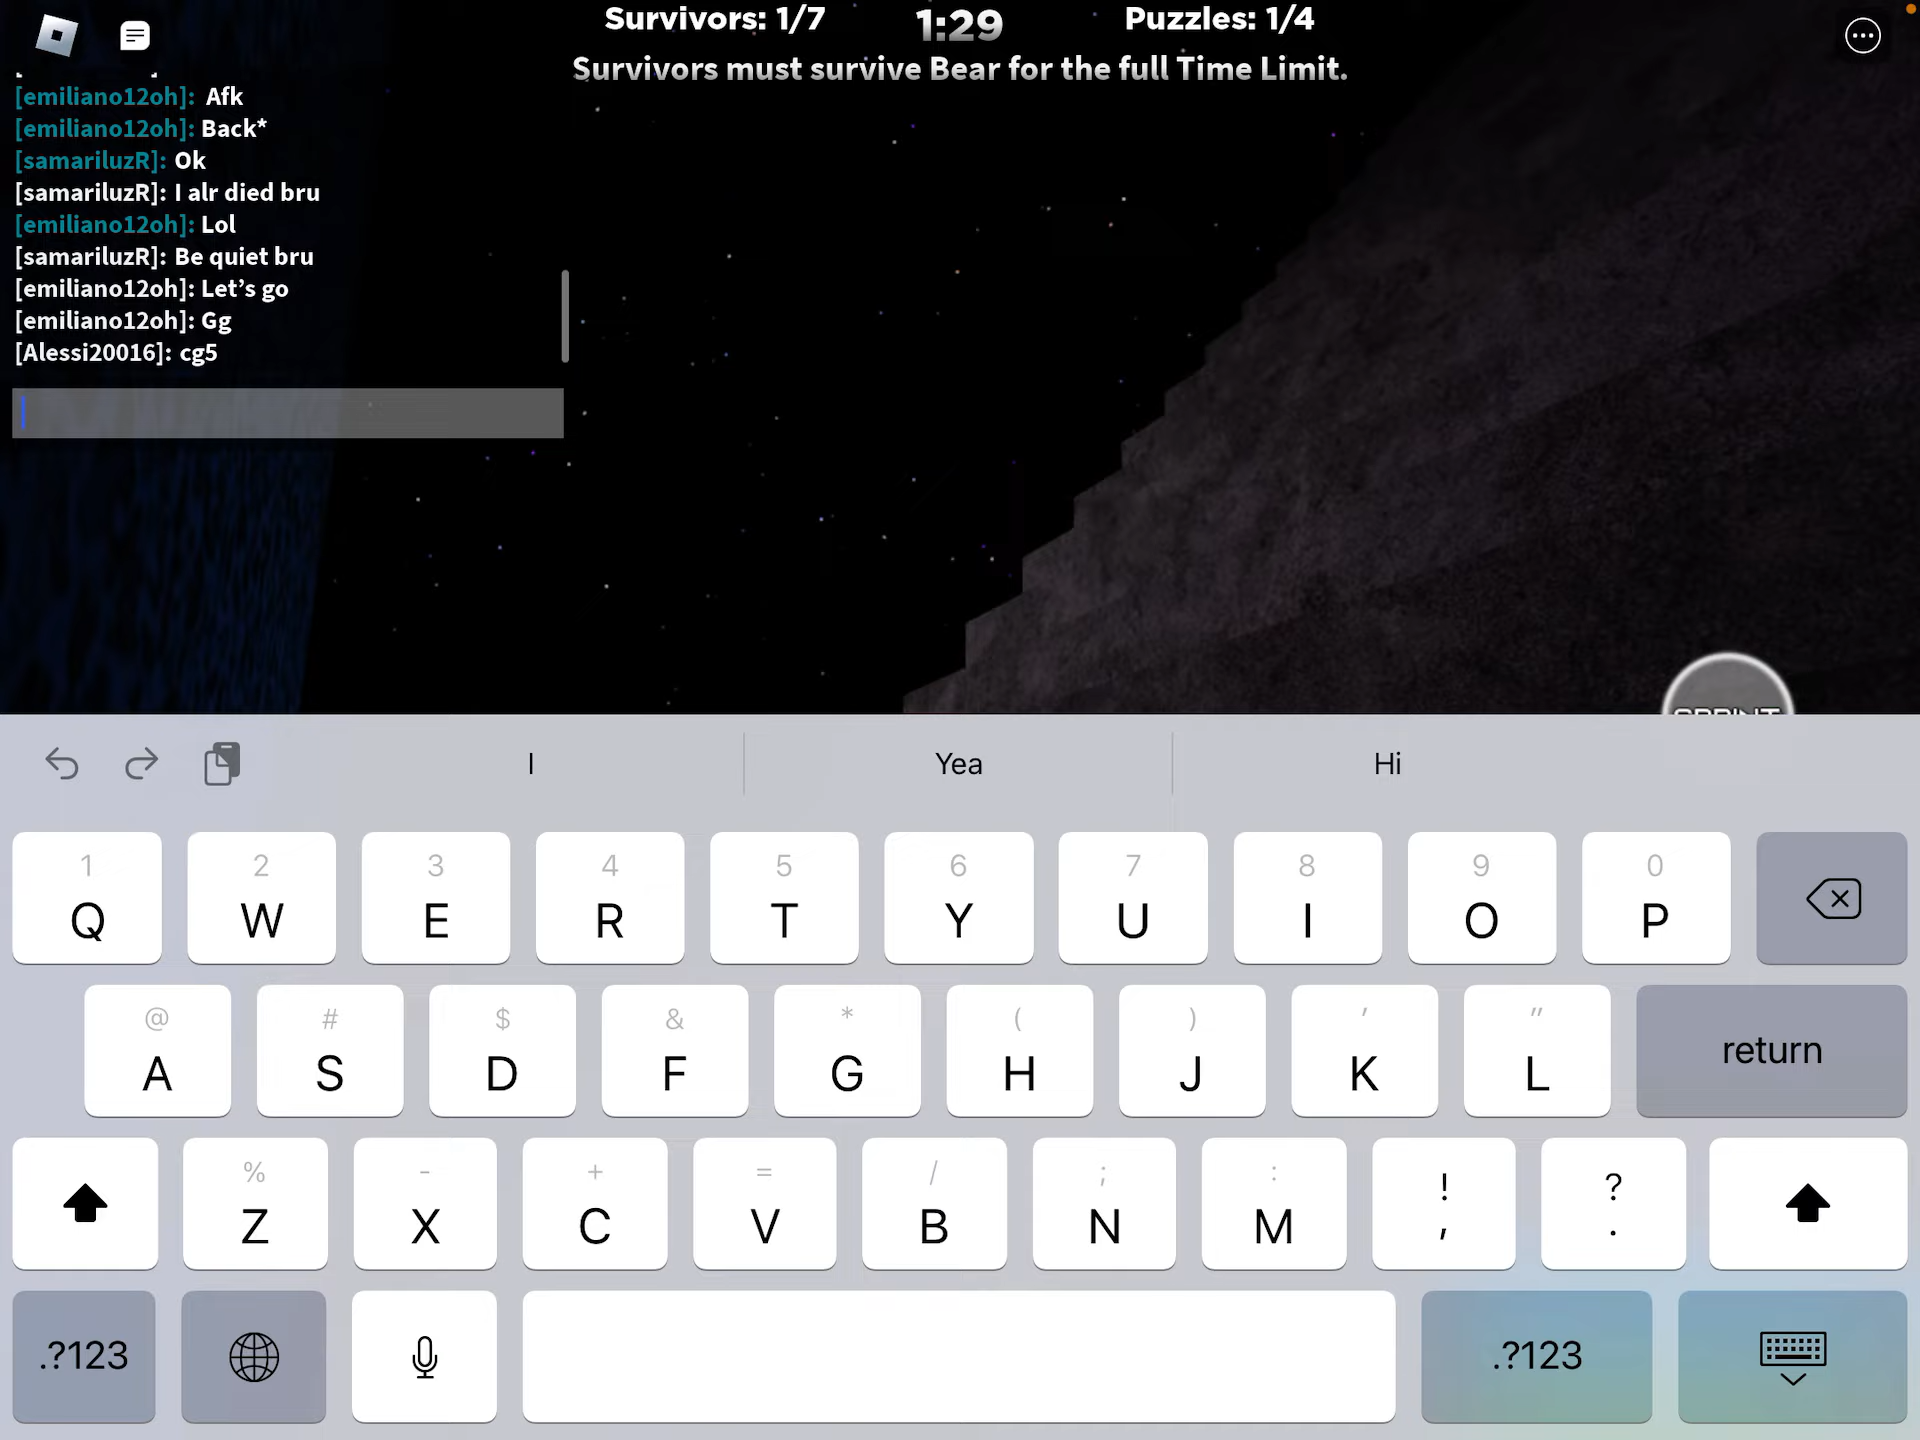 Survivors: 1/7
1:29
Puzzles: 1/4
Survivors must survive Bear for the full Time Limit.
[emiliano12oh]: Afk
[emiliano12oh]: Back*
[samariluzR]: Ok
[samariluzR]: I alr died bru
[emiliano12oh]: Lol
[samariluzR]: Be quiet bru
[emiliano12oh]: Let’s go
[emiliano12oh]: Gg
[Alessi20016]: cg5
SPRINT
I Yea Hi
1 2 3 4 5 6 7 8 9 0
Q W E R T Y U I O P
@ # $ & * ( ) ' "
A S D F G H J K L return
% - + = / ; : ! ?
Z X C V B N M , .
.?123 .?123